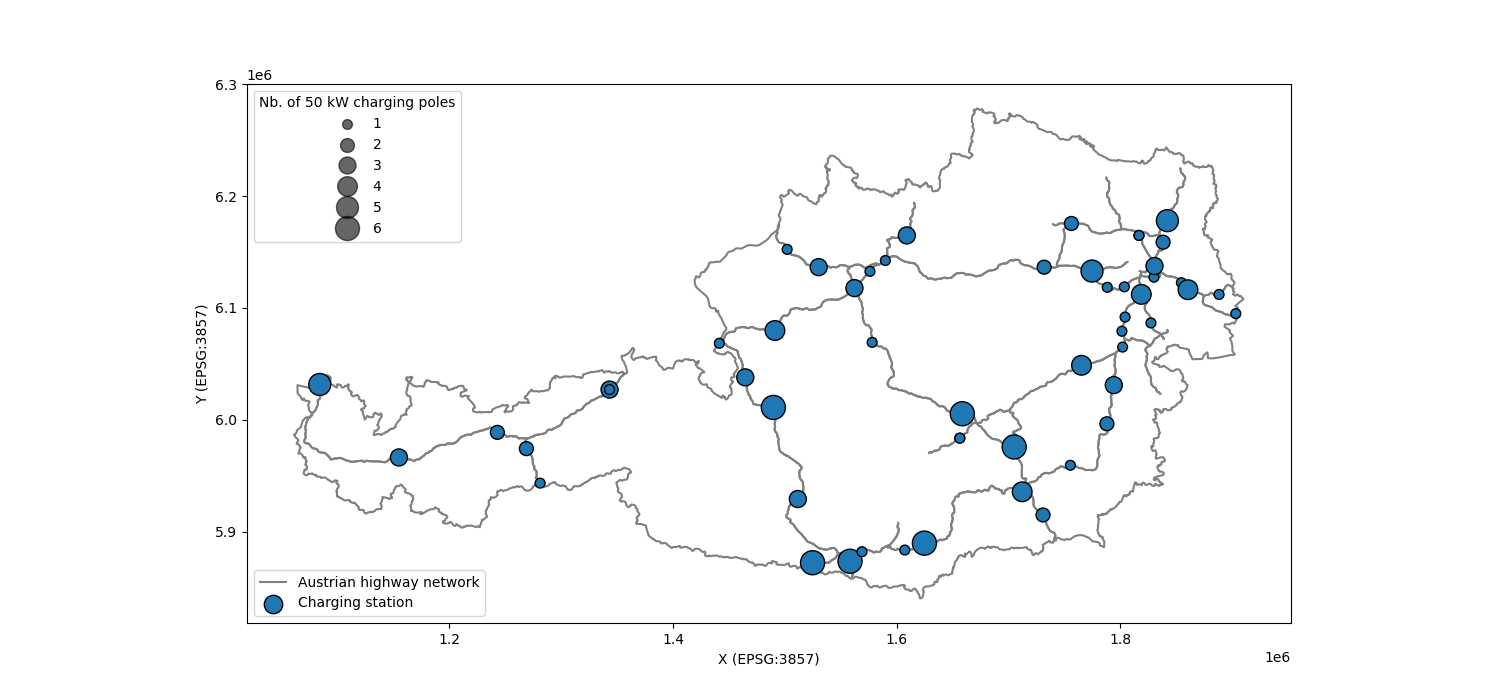 1e6
6.3
6.2
6.1
6.0
5.9
Y (EPSG:3857)
Nb. of 50 kW charging poles
1
2
3
4
5
6
Austrian highway network
Charging station
1.2
1.4
1.6
1.8
X (EPSG:3857)
1e6